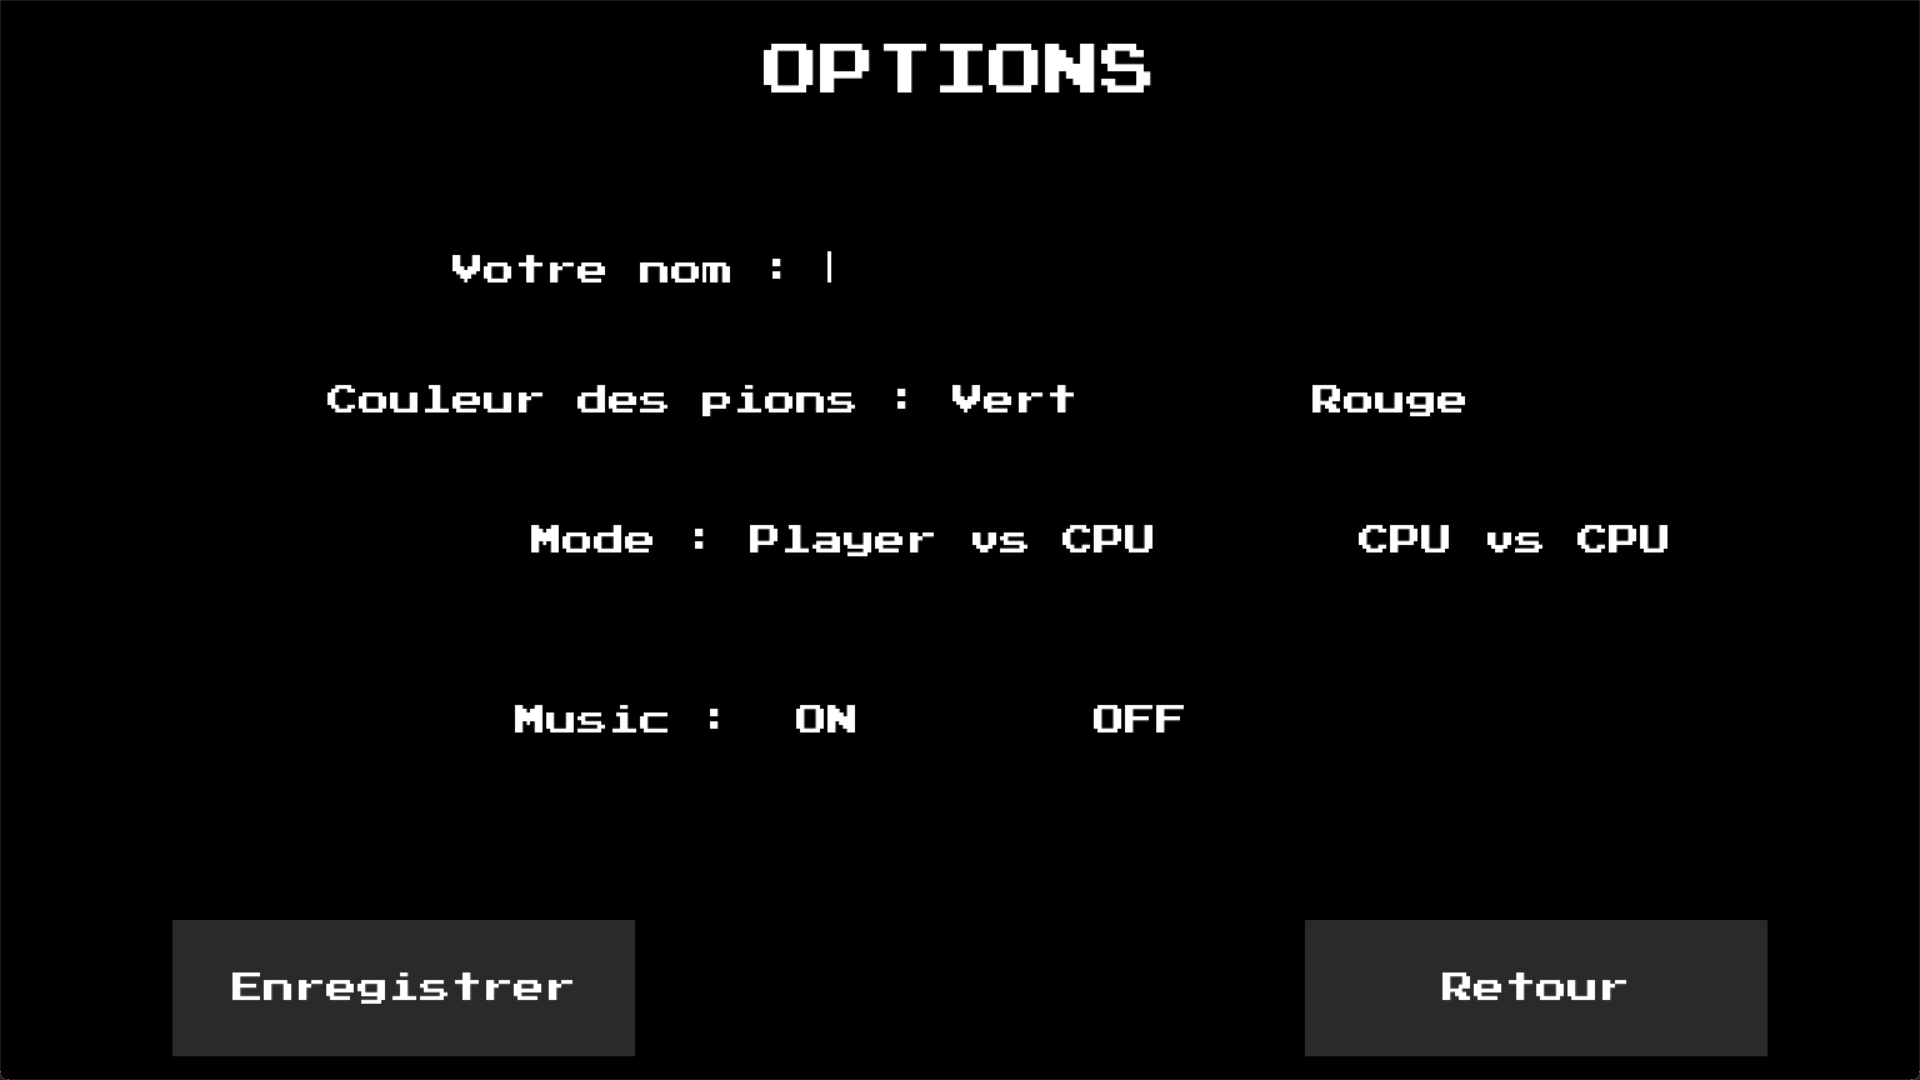 OPTIONS
Votre nom : |
Couleur des pions : Vert Rouge
Mode : Player vs CPU CPU vs CPU
Music : ON OFF
Enregistrer Retour